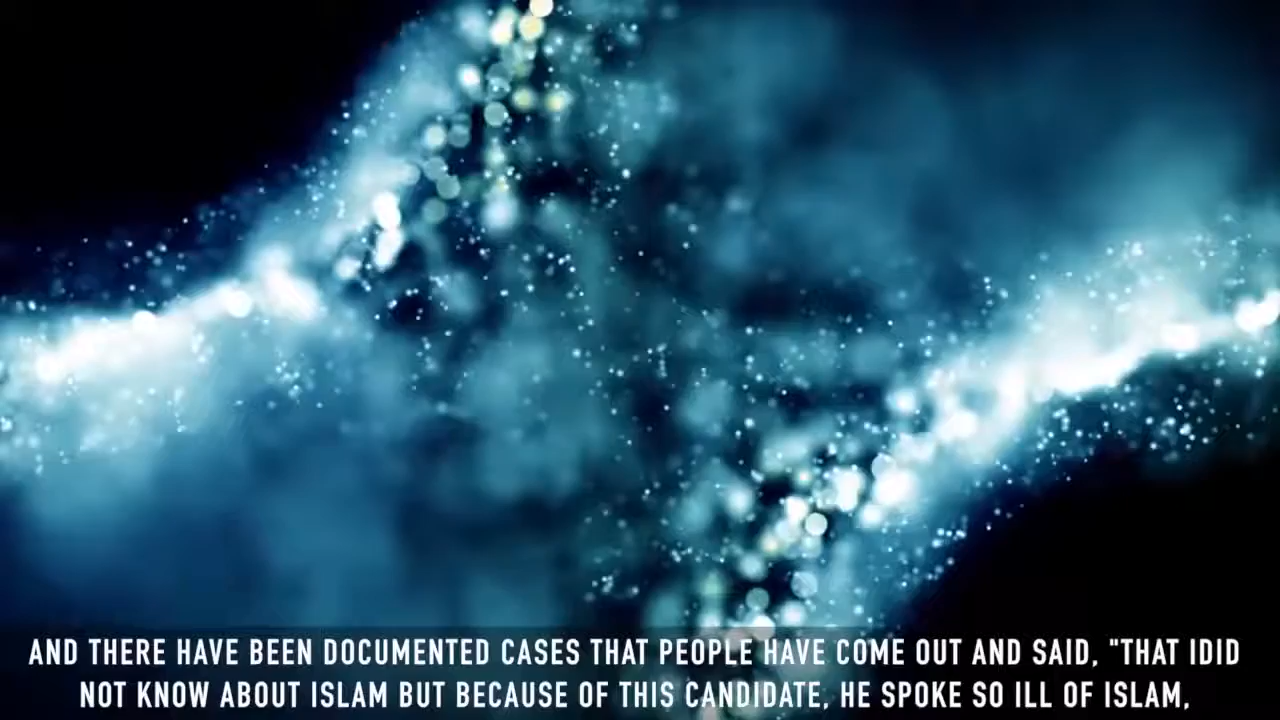 AND THERE HAVE BEEN DOCUMENTED CASES THAT PEOPLE HAVE COME OUT AND SAID, "THAT IDID
NOT KNOW ABOUT ISLAM BUT BECAUSE OF THIS CANDIDATE, HE SPOKE SO ILL OF ISLAM,